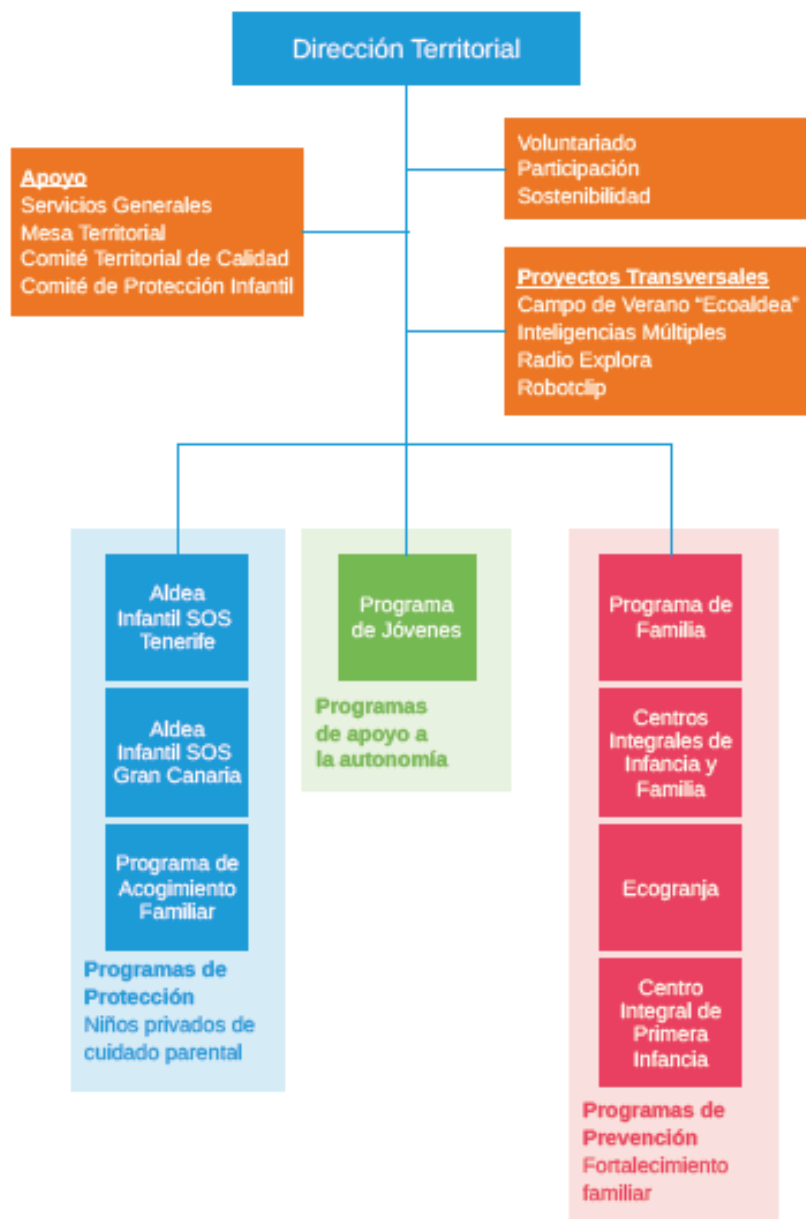 Dirección Territorial
Voluntariado
Participación
Sostenibilidad
Apoyo
Servicios Generales
Mesa Territorial
Comité Territorial de Calidad
Comité de Protección Infantil
Proyectos Transversales
Campo de Verano “Ecoaldea”
Inteligencias Múltiples
Radio Explora
Robotclip
Aldea
Infantil SOS
Tenerife
Aldea
Infantil SOS
Gran Canaria
Programa de
Acogimiento
Familiar
Programas de
Protección
Niños privados de
cuidado parental
Programa
de Jóvenes
Programas
de apoyo a
la autonomía
Programa de
Familia
Centros
Integrales de
Infancia y
Familia
Ecogranja
Centro
Integral de
Primera
Infancia
Programas de
Prevención
Fortalecimiento
familiar